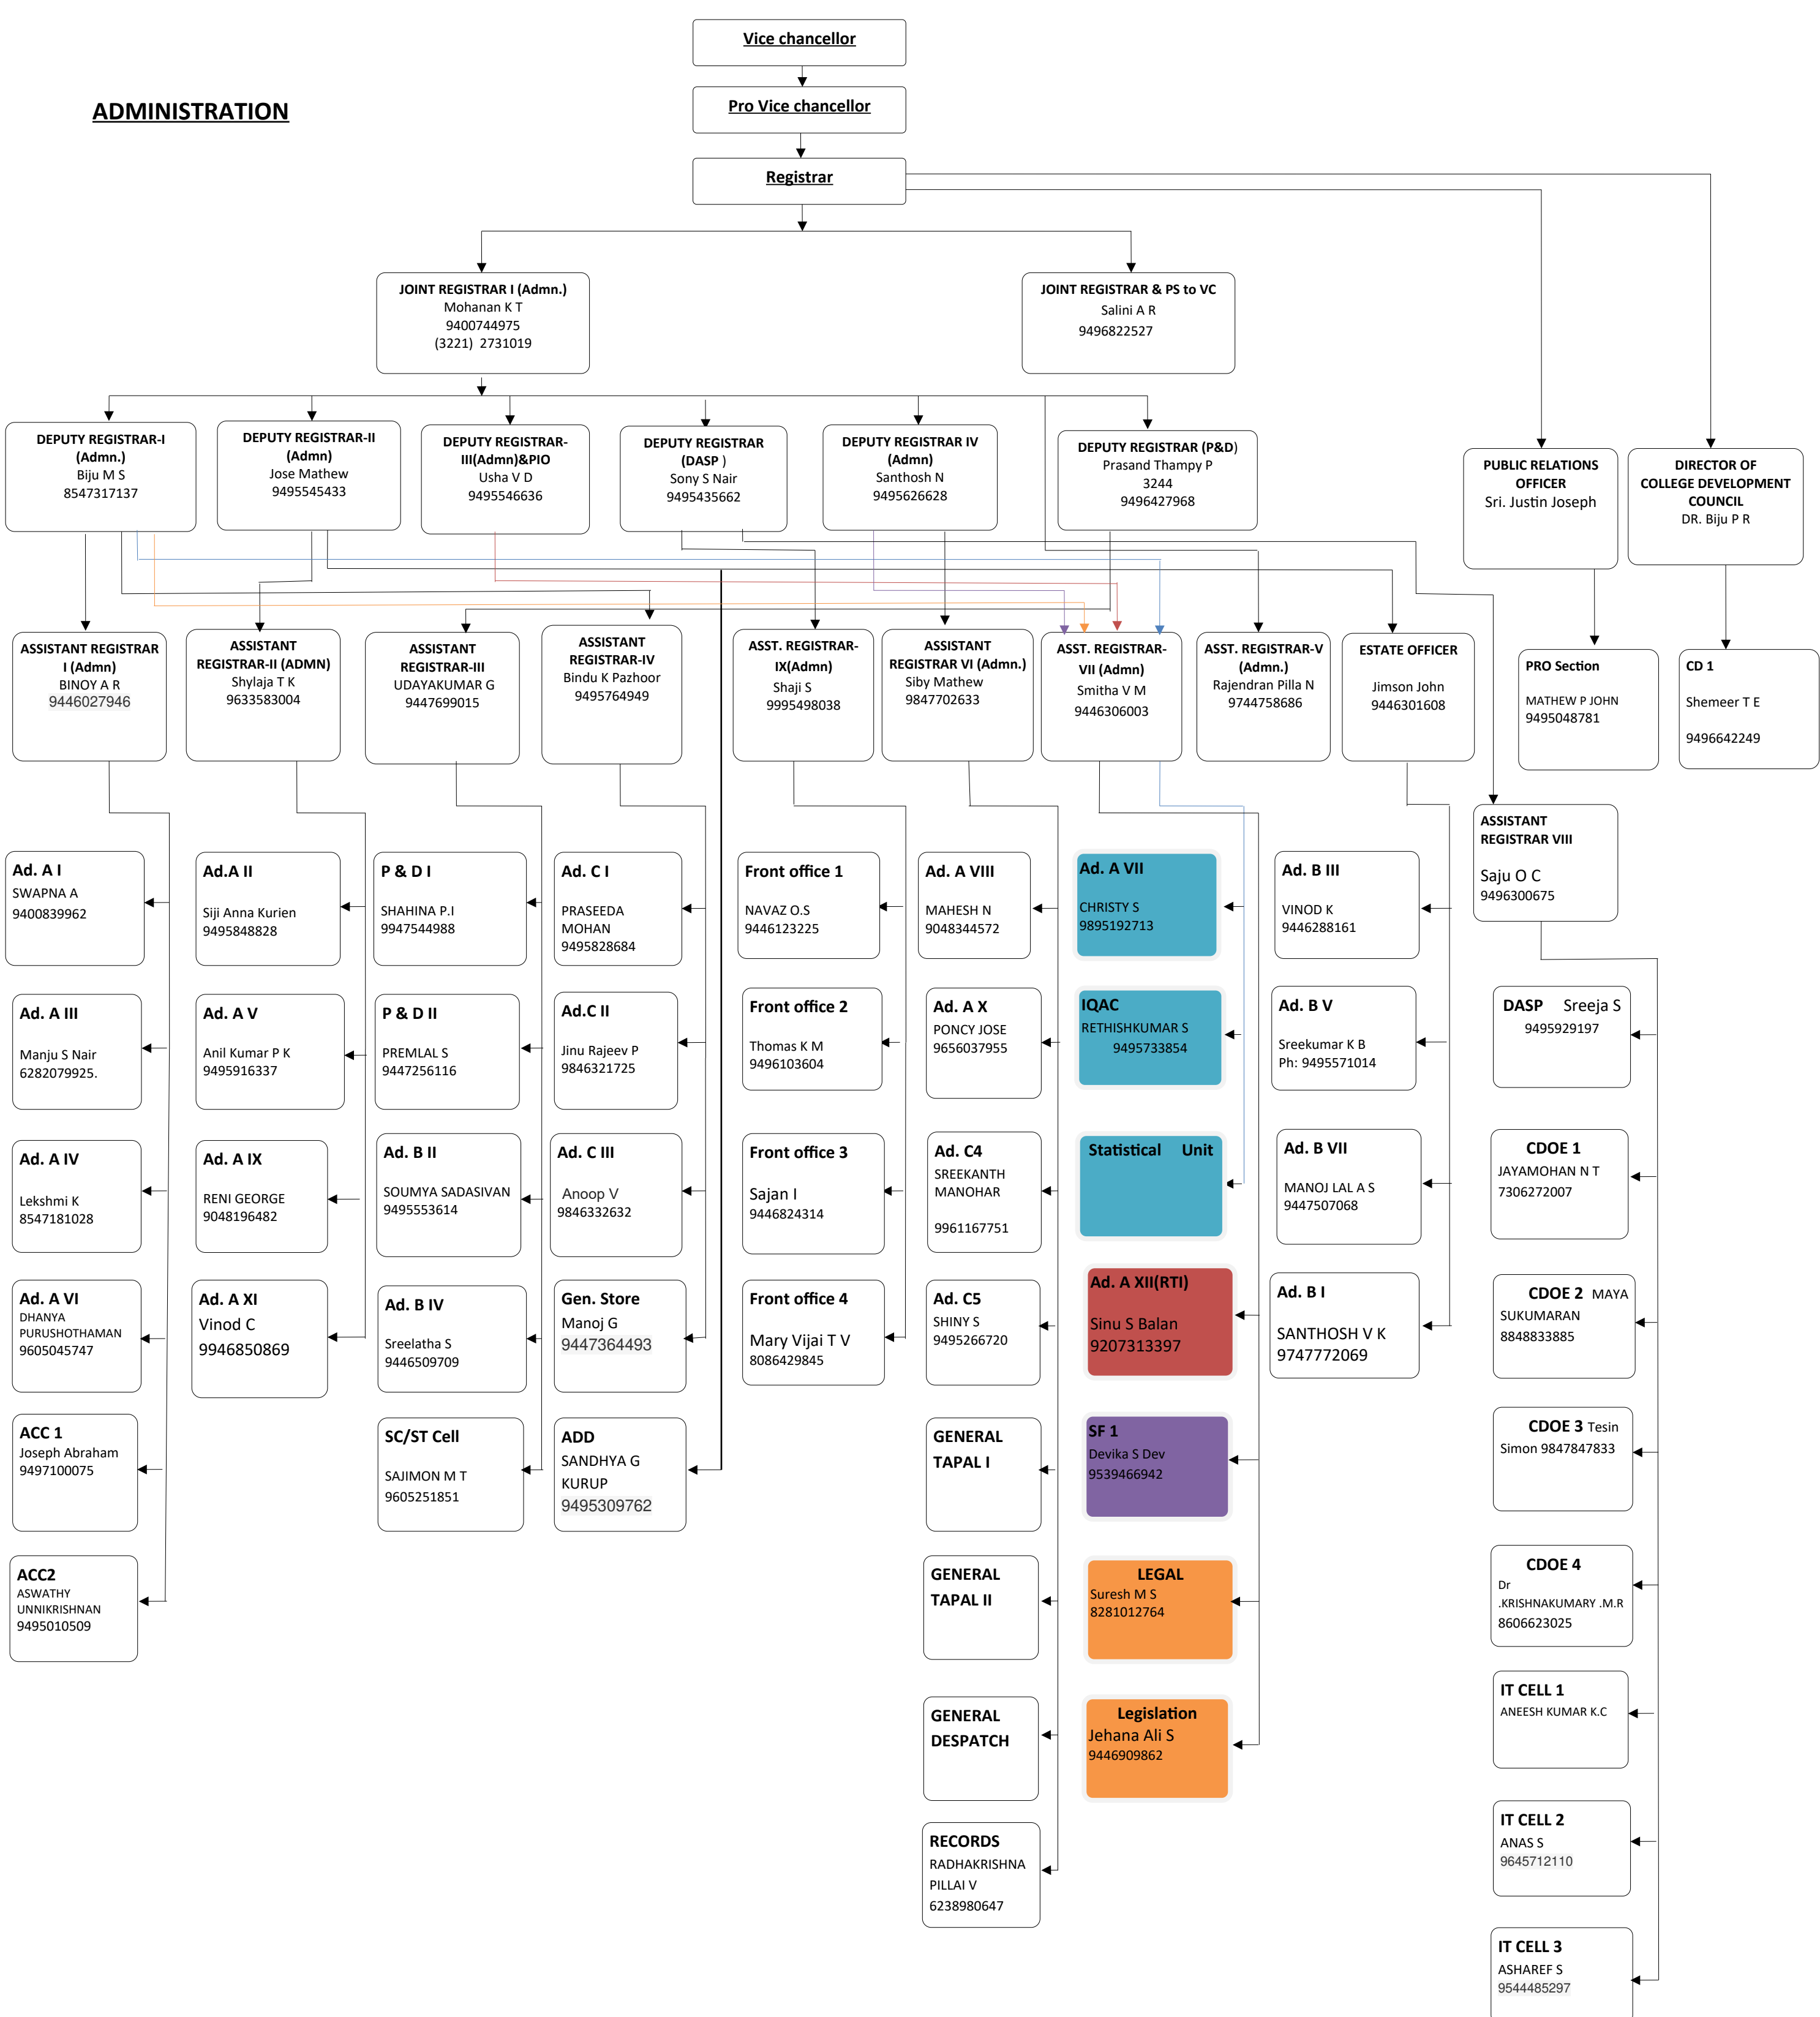 Vice chancellor
ADMINISTRATION
Pro Vice chancellor
Registrar
JOINT REGISTRAR I (Admn.)
Mohanan K T
9400744975
(3221) 2731019
JOINT REGISTRAR & PS to VC
Salini A R
9496822527
DEPUTY REGISTRAR-I
(Admn.)
Biju M S
8547317137
DEPUTY REGISTRAR-II
(Admn)
Jose Mathew
9495545433
DEPUTY REGISTRAR-
III(Admn)&PIO
Usha V D
9495546636
DEPUTY REGISTRAR
(DASP )
Sony S Nair
9495435662
DEPUTY REGISTRAR IV
(Admn)
Santhosh N
9495626628
DEPUTY REGISTRAR (P&D)
Prasand Thampy P
3244
9496427968
PUBLIC RELATIONS
OFFICER
Sri. Justin Joseph
DIRECTOR OF
COLLEGE DEVELOPMENT
COUNCIL
DR. Biju P R
ASSISTANT REGISTRAR
I (Admn)
BINOY A R
9446027946
ASSISTANT
REGISTRAR-II (ADMN)
Shylaja T K
9633583004
ASSISTANT
REGISTRAR-III
UDAYAKUMAR G
9447699015
ASSISTANT
REGISTRAR-IV
Bindu K Pazhoor
9495764949
ASST. REGISTRAR-
IX(Admn)
Shaji S
9995498038
ASSISTANT
REGISTRAR VI (Admn.)
Siby Mathew
9847702633
ASST. REGISTRAR-
VII (Admn)
Smitha V M
9446306003
ASST. REGISTRAR-V
(Admn.)
Rajendran Pilla N
9744758686
ESTATE OFFICER
Jimson John
9446301608
PRO Section
MATHEW P JOHN
9495048781
CD 1
Shemeer T E
9496642249
ASSISTANT
REGISTRAR VIII
Saju O C
9496300675
Ad. A I
SWAPNA A
9400839962
Ad.A II
Siji Anna Kurien
9495848828
P & D I
SHAHINA P.I
9947544988
Ad. C I
PRASEEDA
MOHAN
9495828684
Front office 1
NAVAZ O.S
9446123225
Ad. A VIII
MAHESH N
9048344572
Ad. A VII
CHRISTY S
9895192713
Ad. B III
VINOD K
9446288161
Ad. A III
Manju S Nair
6282079925.
Ad. A V
Anil Kumar P K
9495916337
P & D II
PREMLAL S
9447256116
Ad.C II
Jinu Rajeev P
9846321725
Front office 2
Thomas K M
9496103604
Ad. A X
PONCY JOSE
9656037955
IQAC
RETHISHKUMAR S
9495733854
Ad. B V
Sreekumar K B
Ph: 9495571014
DASP Sreeja S
9495929197
Ad. A IV
Lekshmi K
8547181028
Ad. A IX
RENI GEORGE
9048196482
Ad. B II
SOUMYA SADASIVAN
9495553614
Ad. C III
Anoop V
9846332632
Front office 3
Sajan I
9446824314
Ad. C4
SREEKANTH
MANOHAR
9961167751
Statistical Unit
Ad. B VII
MANOJ LAL A S
9447507068
CDOE 1
JAYAMOHAN N T
7306272007
Ad. A VI
DHANYA
PURUSHOTHAMAN
9605045747
Ad. A XI
Vinod C
9946850869
Ad. B IV
Sreelatha S
9446509709
Gen. Store
Manoj G
9447364493
Front office 4
Mary Vijai T V
8086429845
Ad. C5
SHINY S
9495266720
Ad. A XII(RTI)
Sinu S Balan
9207313397
Ad. B I
SANTHOSH V K
9747772069
CDOE 2 MAYA
SUKUMARAN
8848833885
ACC 1
Joseph Abraham
9497100075
SC/ST Cell
SAJIMON M T
9605251851
ADD
SANDHYA G
KURUP
9495309762
GENERAL
TAPAL I
SF 1
Devika S Dev
9539466942
CDOE 3 Tesin
Simon 9847847833
ACC2
ASWATHY
UNNIKRISHNAN
9495010509
GENERAL
TAPAL II
LEGAL
Suresh M S
8281012764
CDOE 4
Dr
.KRISHNAKUMARY .M.R
8606623025
GENERAL
DESPATCH
Legislation
Jehana Ali S
9446909862
IT CELL 1
ANEESH KUMAR K.C
RECORDS
RADHAKRISHNA
PILLAI V
6238980647
IT CELL 2
ANAS S
9645712110
IT CELL 3
ASHAREF S
9544485297